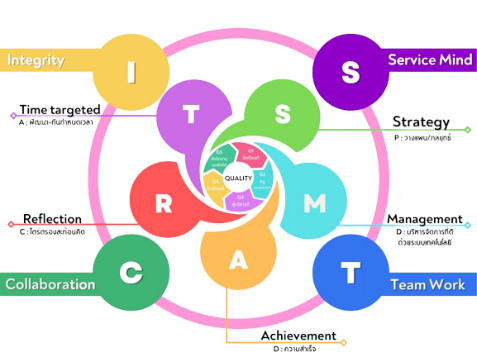 Integrity
I
S
Service Mind
Time targeted
A : พัฒนา-ทันกำหนดเวลา
T
S
Strategy
P : วางแผน/กลยุทธ์
QUALITY
Reflection
C : ไตร่ตรองสะท้อนคิด
R
M
Management
D : บริหารจัดการที่ดี
ด้วยระบบเทคโนโลยี
A
Collaboration
C
T
Team Work
Achievement
D : ความสำเร็จ